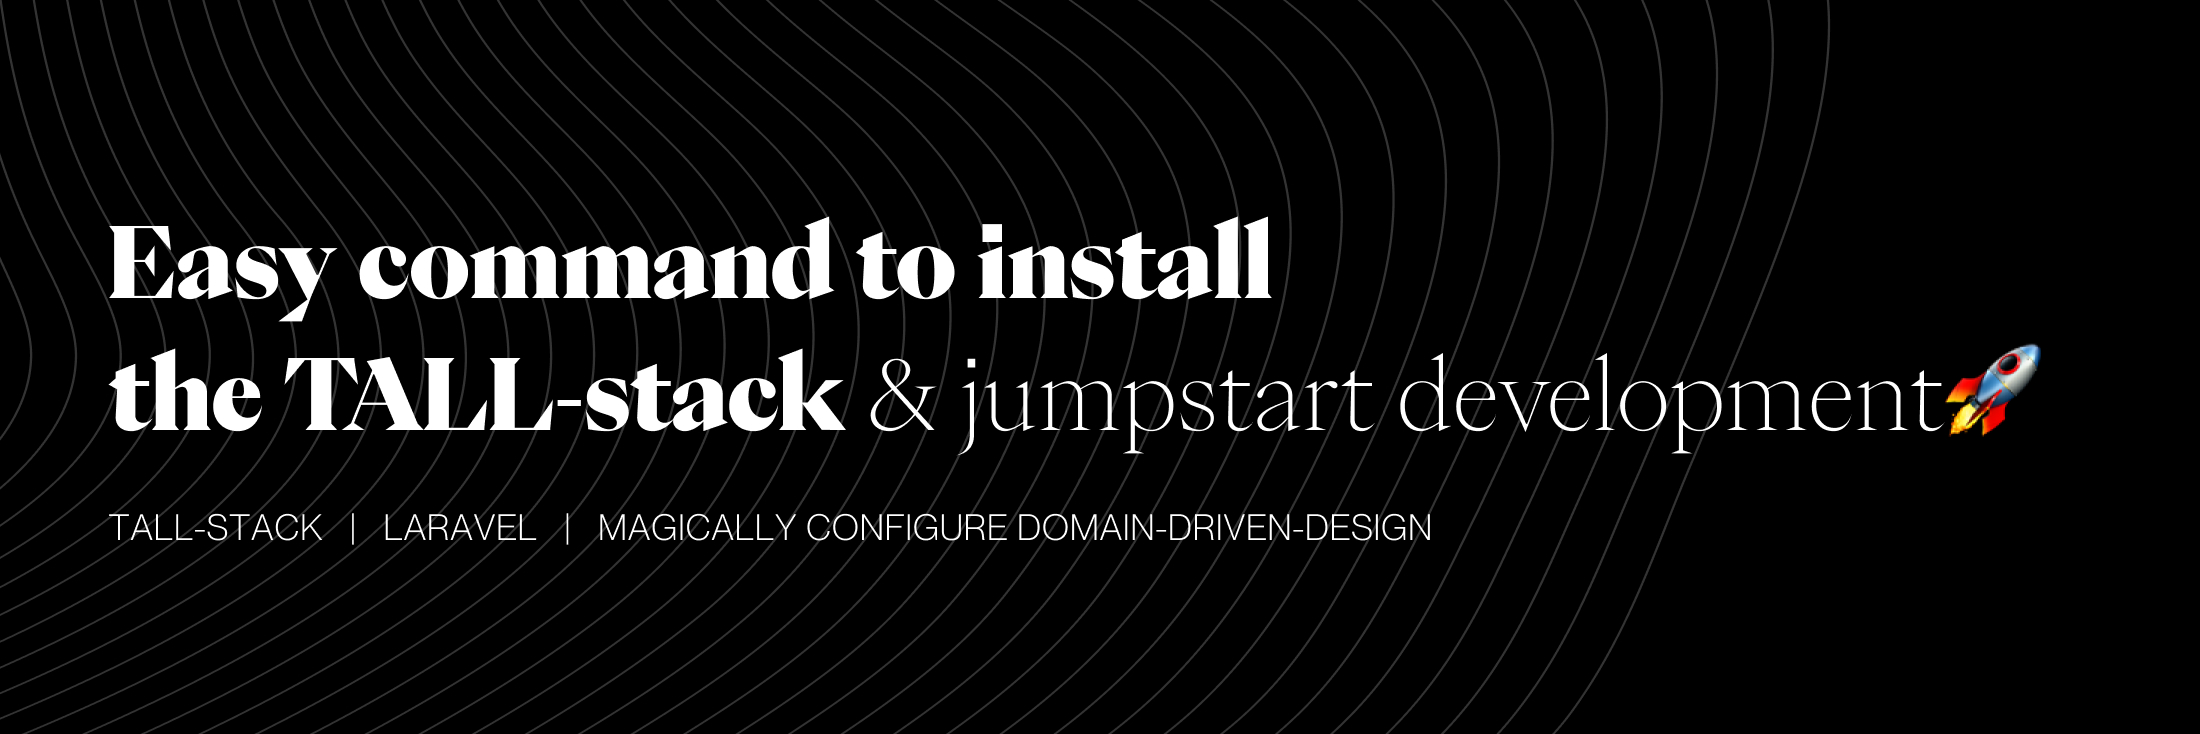 Easy command to install
the TALL-stack & jumpstart development🚀
TALL-STACK | LARAVEL | MAGICALLY CONFIGURE DOMAIN-DRIVEN-DESIGN